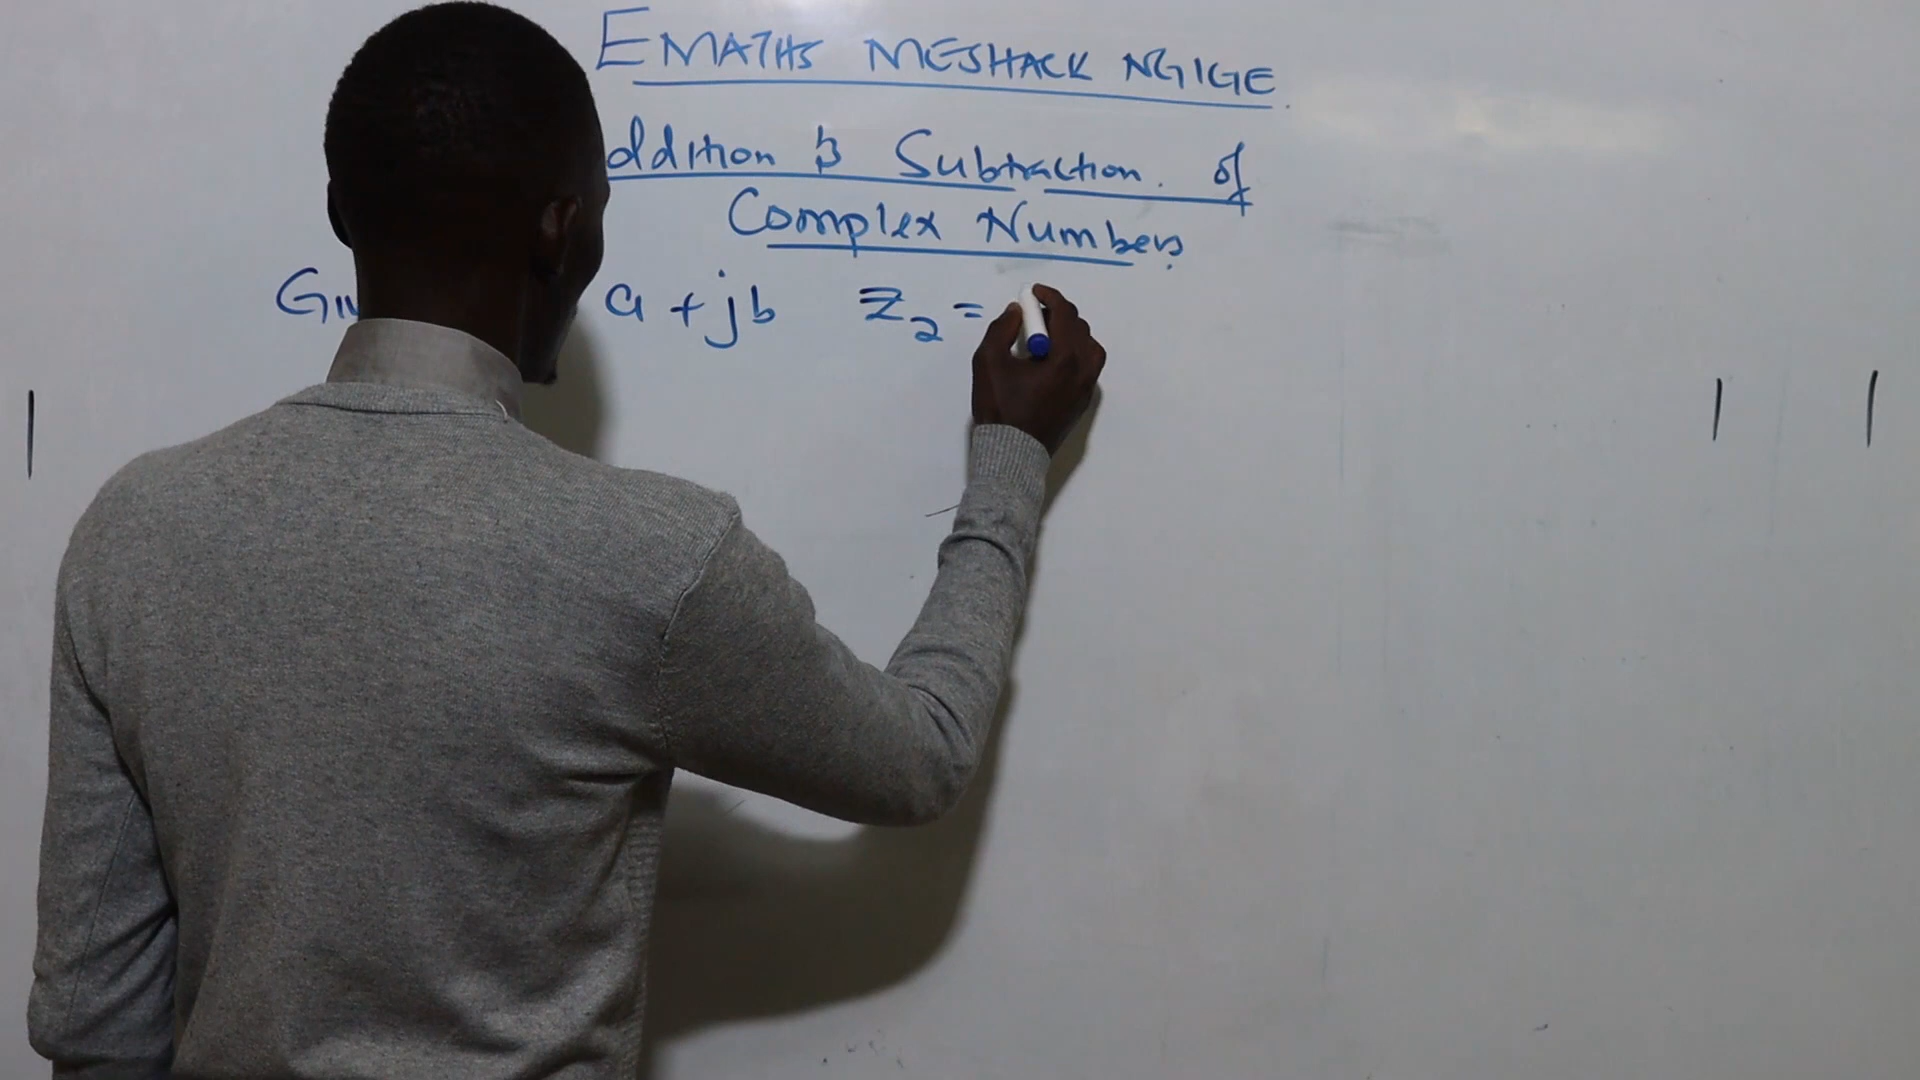 EMATHS MESHACK NGIGE
ddition & Subtraction. of
Complex Numbers
a + jb Z₂ =